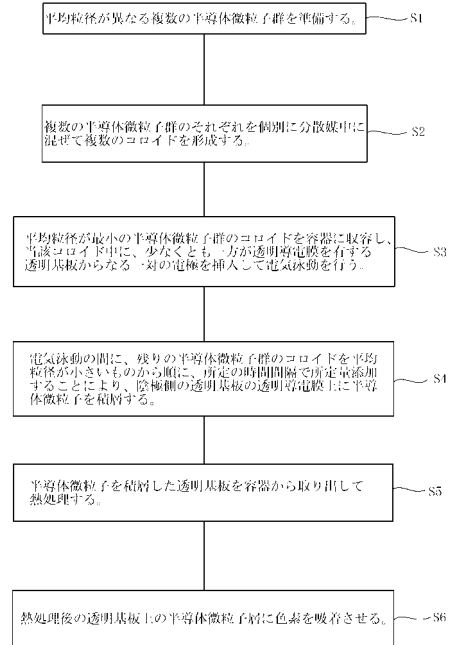 平均粒径が異なる複数の半導体微粒子群を準備する。
S1
複数の半導体微粒子群のそれぞれを個別に分散媒中に
混ぜて複数のコロイドを形成する。
S2
平均粒径が最小の半導体微粒子群のコロイドを容器に収容し、
当該コロイド中に、少なくとも一方が透明導電膜を有する
透明基板からなる一対の電極を挿入して電気泳動を行う。
S3
電気泳動の間に、残りの半導体微粒子群のコロイドを平均
粒径が小さいものから順に、所定の時間間隔で所定量添加
することにより、陰極側の透明基板の透明導電膜上に半導
体微粒子を積層する。
S4
半導体微粒子を積層した透明基板を容器から取り出して
熱処理する。
S5
熱処理後の透明基板上の半導体微粒子層に色素を吸着させる。
S6